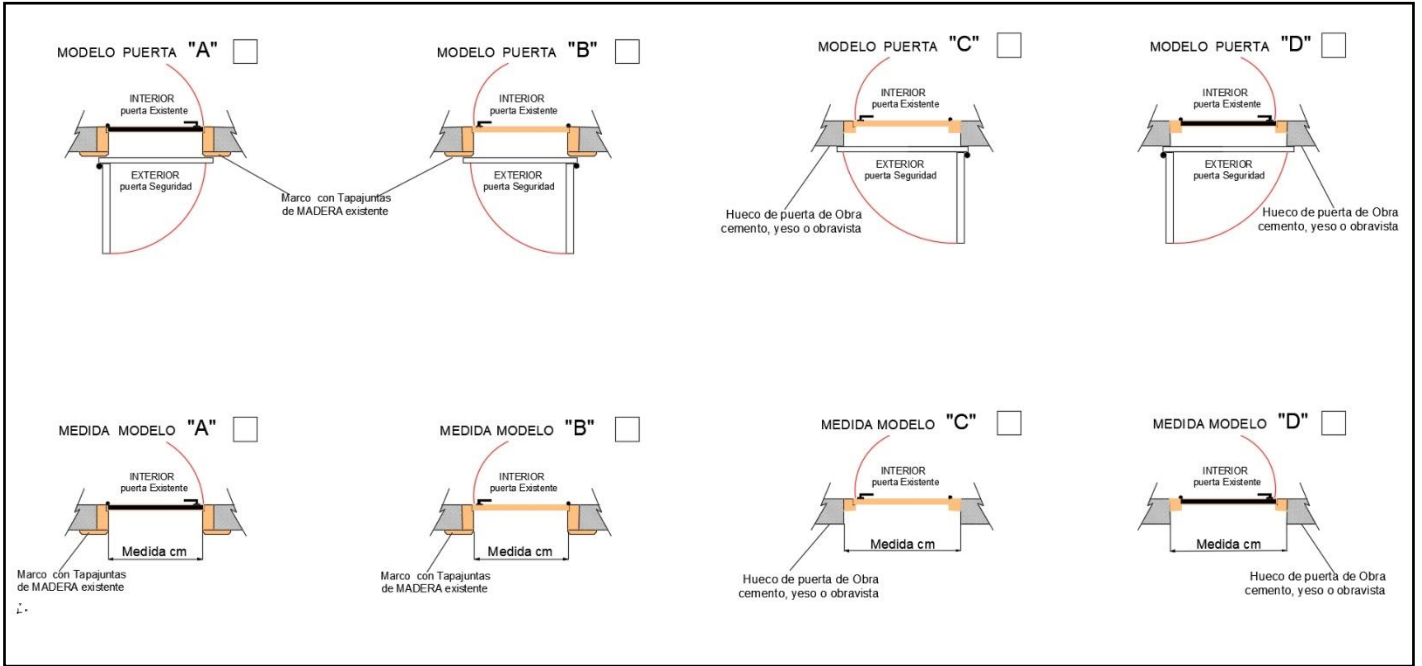 MODELO PUERTA "A"
MODELO PUERTA "B"
MODELO PUERTA "C"
MODELO PUERTA "D"
INTERIOR
puerta Existente
INTERIOR
puerta Existente
INTERIOR
puerta Existente
INTERIOR
puerta Existente
EXTERIOR
puerta Seguridad
EXTERIOR
puerta Seguridad
EXTERIOR
puerta Seguridad
EXTERIOR
puerta Seguridad
Marco con Tapajuntas
de MADERA existente
Hueco de puerta de Obra
cemento, yeso o obravista
Hueco de puerta de Obra
cemento, yeso o obravista
MEDIDA MODELO "A"
MEDIDA MODELO "B"
MEDIDA MODELO "C"
MEDIDA MODELO "D"
INTERIOR
puerta Existente
INTERIOR
puerta Existente
INTERIOR
puerta Existente
INTERIOR
puerta Existente
Medida cm
Medida cm
Medida cm
Medida cm
Marco con Tapajuntas
de MADERA existente
Marco con Tapajuntas
de MADERA existente
Hueco de puerta de Obra
cemento, yeso o obravista
Hueco de puerta de Obra
cemento, yeso o obravista